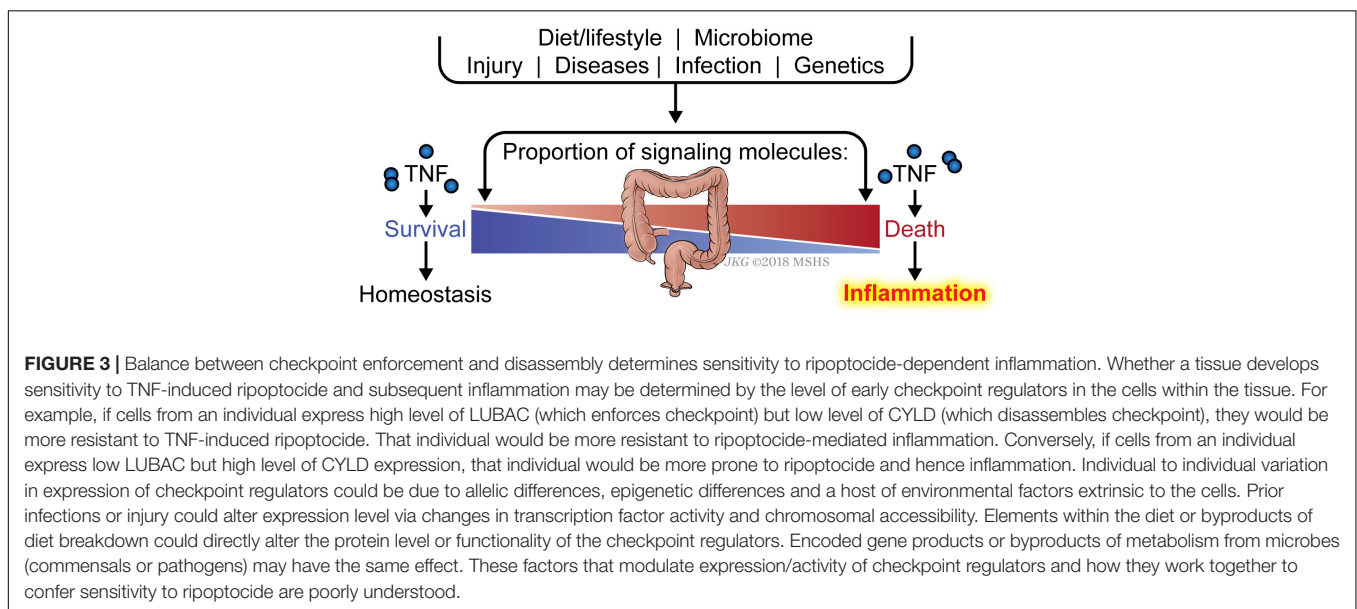 Diet/lifestyle | Microbiome
Injury | Diseases | Infection | Genetics
Proportion of signaling molecules:
TNF
TNF
Survival
Death
JKG ©2018 MSHS
Homeostasis
Inflammation
FIGURE 3 | Balance between checkpoint enforcement and disassembly determines sensitivity to ripoptocide-dependent inflammation. Whether a tissue develops
sensitivity to TNF-induced ripoptocide and subsequent inflammation may be determined by the level of early checkpoint regulators in the cells within the tissue. For
example, if cells from an individual express high level of LUBAC (which enforces checkpoint) but low level of CYLD (which disassembles checkpoint), they would be
more resistant to TNF-induced ripoptocide. That individual would be more resistant to ripoptocide-mediated inflammation. Conversely, if cells from an individual
express low LUBAC but high level of CYLD expression, that individual would be more prone to ripoptocide and hence inflammation. Individual to individual variation
in expression of checkpoint regulators could be due to allelic differences, epigenetic differences and a host of environmental factors extrinsic to the cells. Prior
infections or injury could alter expression level via changes in transcription factor activity and chromosomal accessibility. Elements within the diet or byproducts of
diet breakdown could directly alter the protein level or functionality of the checkpoint regulators. Encoded gene products or byproducts of metabolism from microbes
(commensals or pathogens) may have the same effect. These factors that modulate expression/activity of checkpoint regulators and how they work together to
confer sensitivity to ripoptocide are poorly understood.